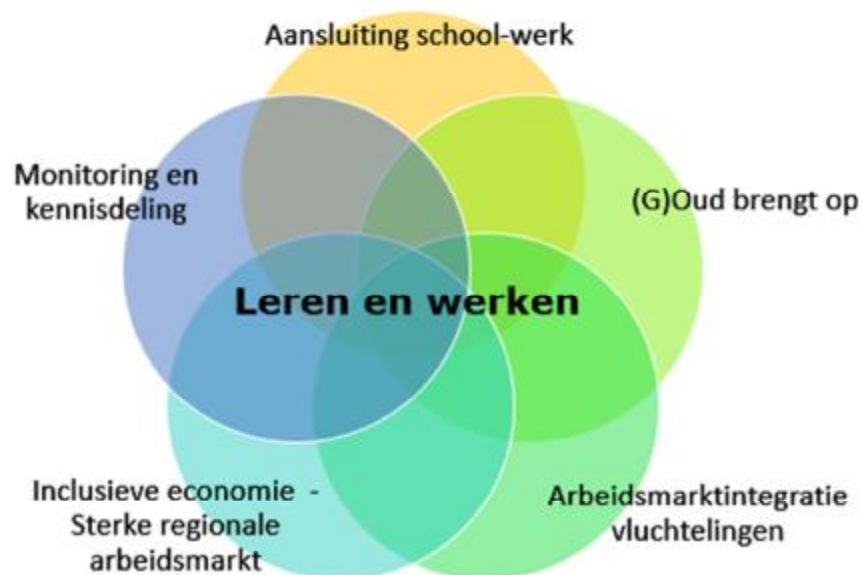 Aansluiting school-werk
Monitoring en
kennisdeling
(G)Oud brengt op
Leren en werken
Inclusieve economie -
Sterke regionale
arbeidsmarkt
Arbeidsmarktintegratie
vluchtelingen